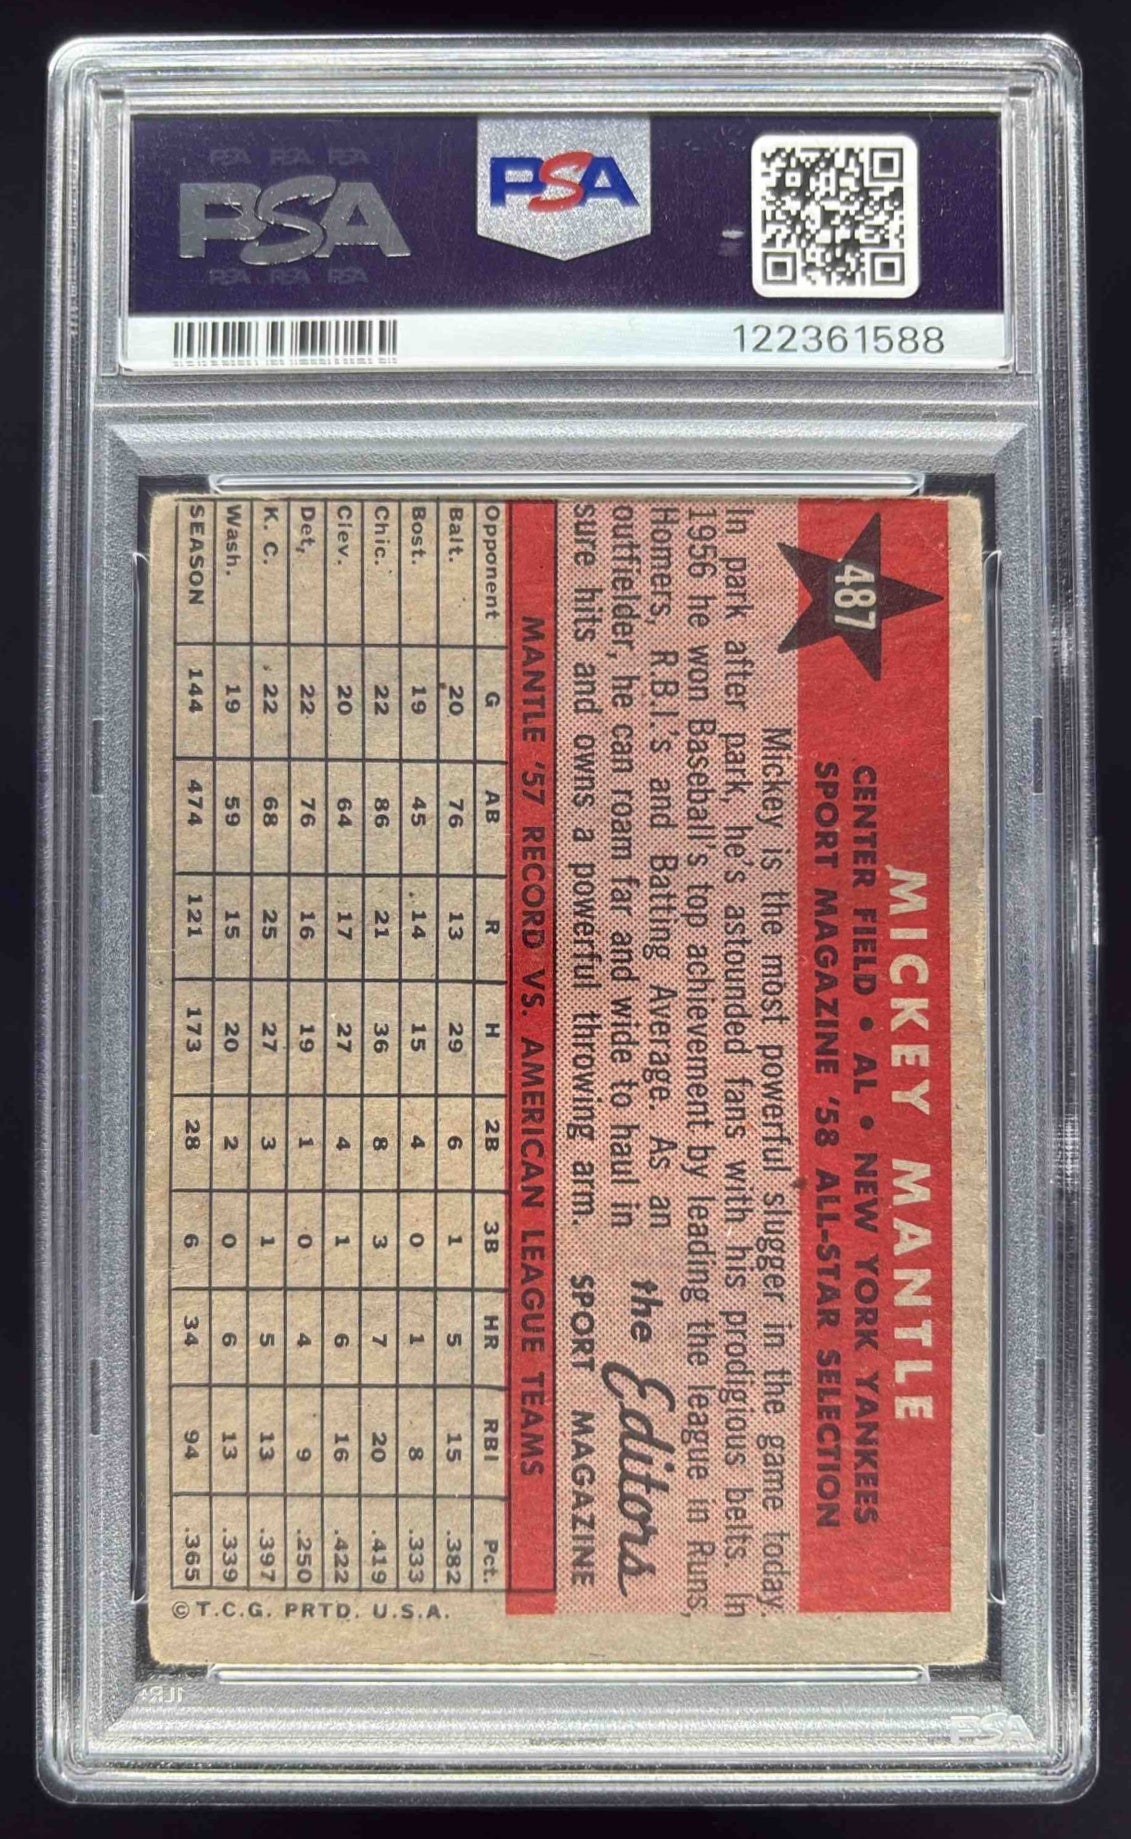 PSA PSA PSA
PSA
PSA PSA PSA
PSA
122361588
487
MICKEY MANTLE
CENTER FIELD • AL • NEW YORK YANKEES
SPORT MAGAZINE '58 ALL-STAR SELECTION
Mickey is the most powerful slugger in the game today.
In park after park, he's astounded fans with his prodigious belts. In
1956 he won Baseball's top achievement by leading the league in Runs,
Homers, R.B.I.'s and Batting Average. As an
outfielder, he can roam far and wide to haul in
sure hits and owns a powerful throwing arm.
the Editors
SPORT MAGAZINE
MANTLE '57 RECORD VS. AMERICAN LEAGUE TEAMS
Opponent G AB R H 2B 3B HR RBI Pct.
Balt. 20 76 13 29 6 1 5 15 .382
Bost. 19 45 14 15 4 0 1 8 .333
Chic. 22 86 21 36 8 3 7 20 .419
Clev. 20 64 17 27 4 1 6 16 .422
Det, 22 76 16 19 1 0 4 9 .250
K. C. 22 68 25 27 3 1 5 13 .397
Wash. 19 59 15 20 2 0 6 13 .339
SEASON 144 474 121 173 28 6 34 94 .365
© T.C.G. PRTD. U.S.A.
PSA